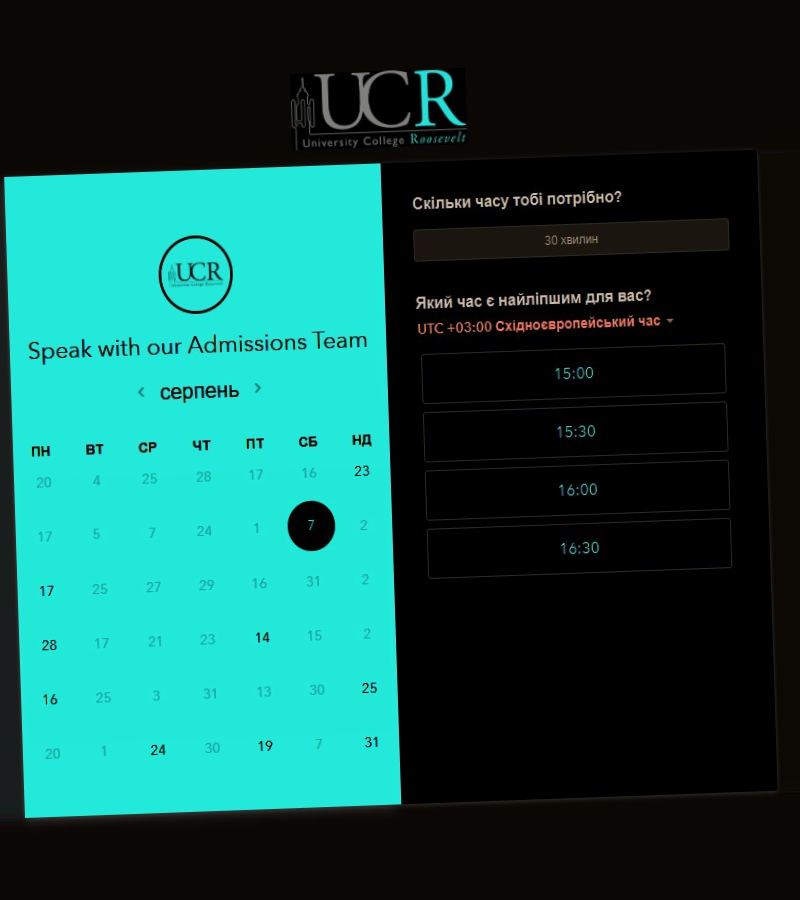 UCR
University College Roosevelt
UCR
Speak with our Admissions Team
серпень
ПН ВТ СР ЧТ ПТ СБ НД
20 4 25 28 17 16 23
17 5 7 24 1 7 2
17 25 27 29 16 31 2
28 17 21 23 14 15 2
16 25 3 31 13 30 25
20 1 24 30 19 7 31
Скільки часу тобі потрібно?
30 хвилин
Який час є найліпшим для вас?
UTC +03:00 Східноєвропейський час
15:00
15:30
16:00
16:30